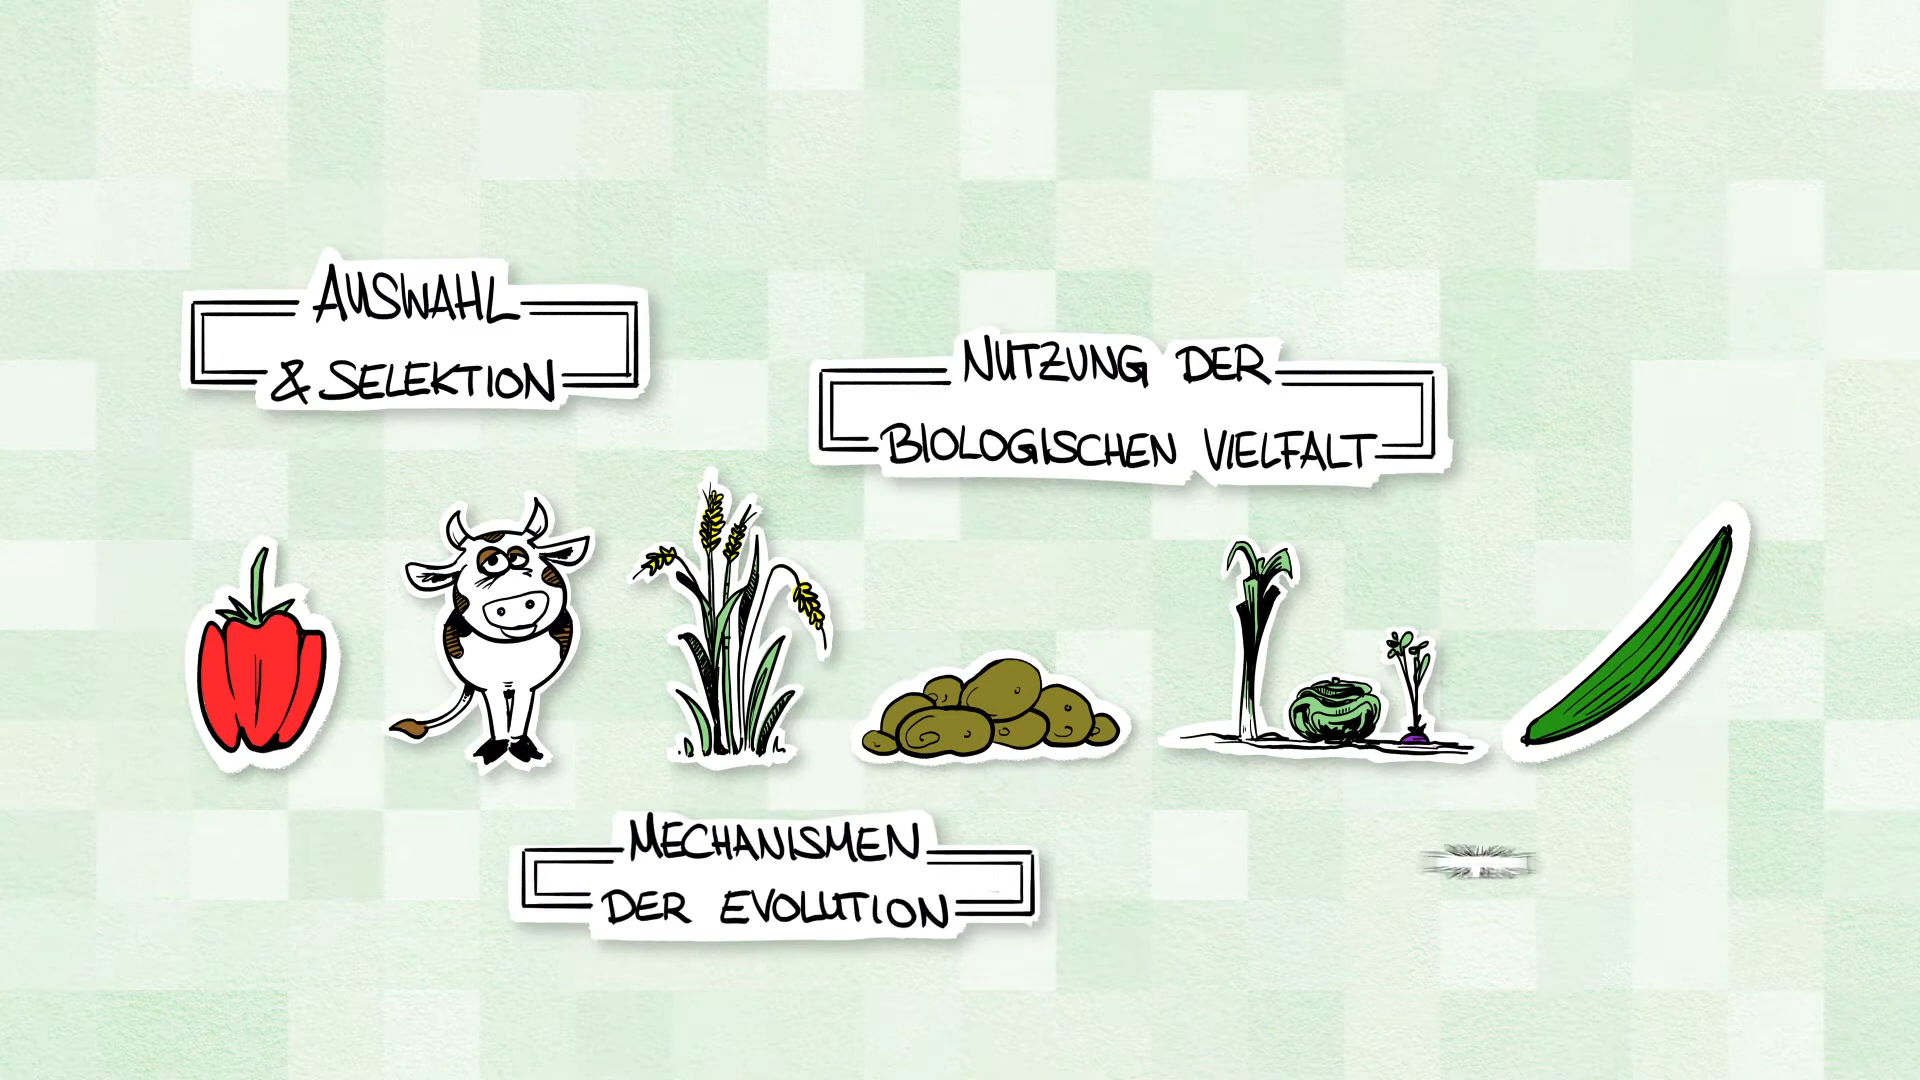 AUSWAHL
& SELEKTION
NUTZUNG DER
BIOLOGISCHEN VIELFALT
MECHANISMEN
DER EVOLUTION